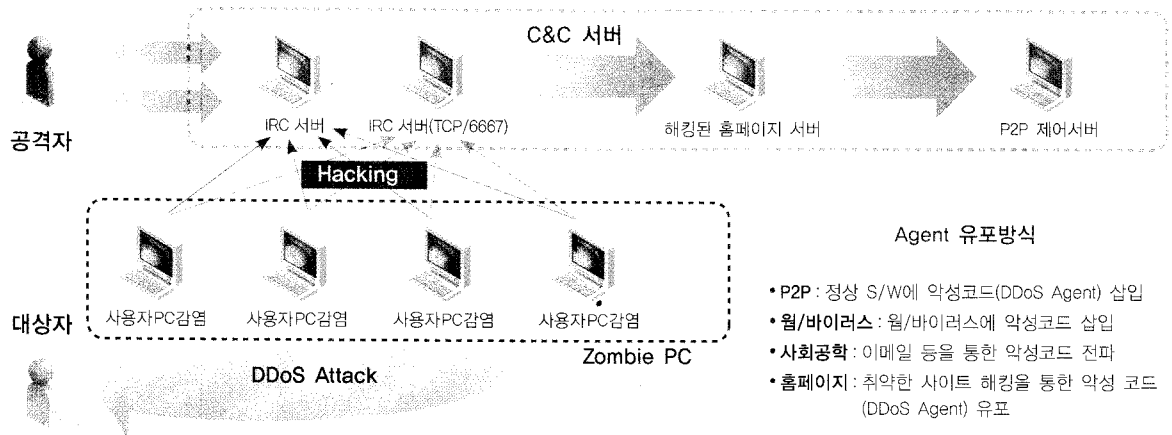 C&C 서버
IRC 서버
IRC 서버(TCP/6667)
해킹된 홈페이지 서버
P2P 제어서버
공격자
Hacking
사용자PC감염
사용자PC감염
사용자PC감염
사용자PC감염
대상자
Zombie PC
DDoS Attack
Agent 유포방식
• P2P : 정상 S/W에 악성코드(DDoS Agent) 삽입
• 웜/바이러스 : 웜/바이러스에 악성코드 삽입
• 사회공학 : 이메일 등을 통한 악성코드 전파
• 홈페이지 : 취약한 사이트 해킹을 통한 악성 코드
(DDoS Agent) 유포